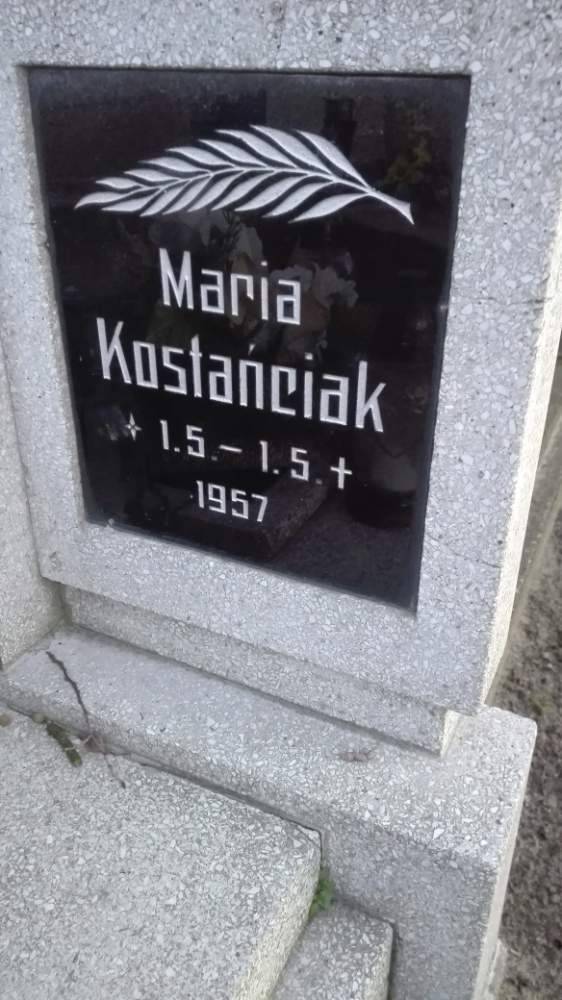 Maria
Kostańciak
* 1.5. – 1.5. +
1957